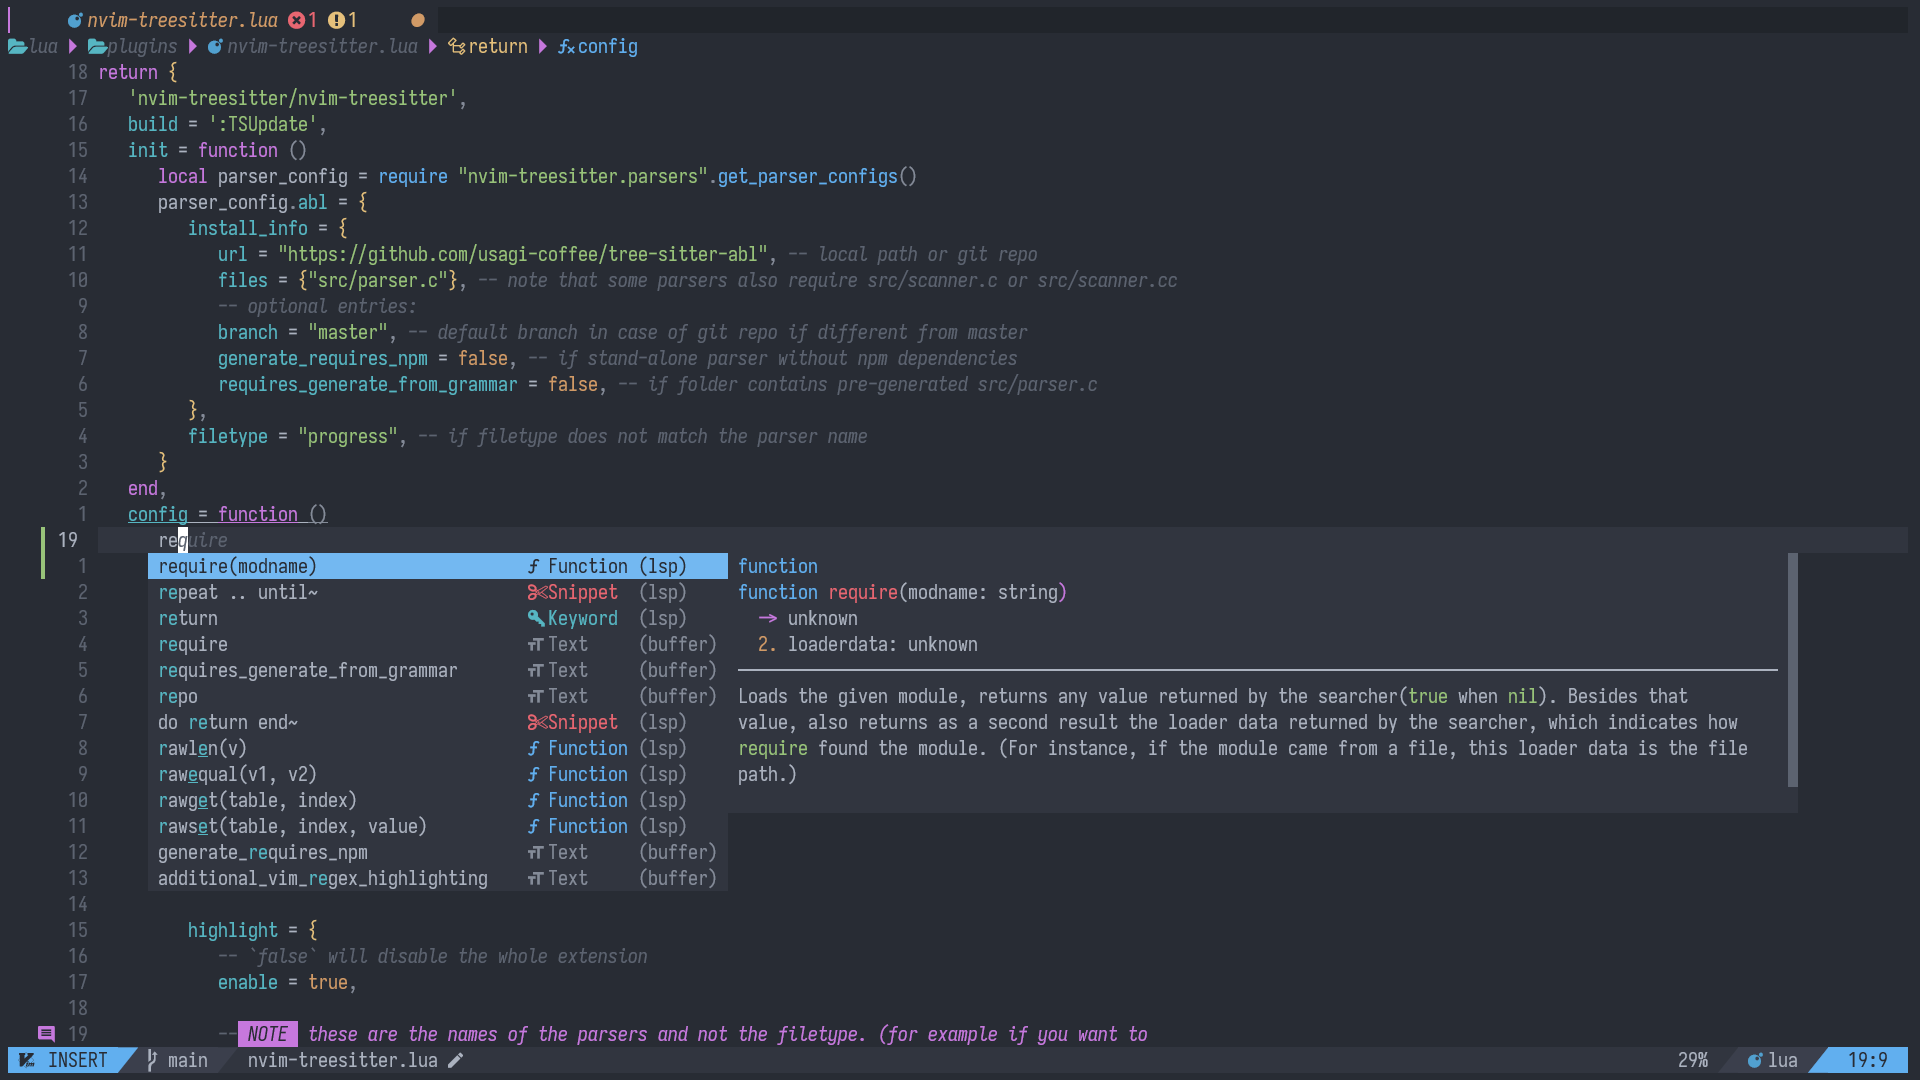 nvim-treesitter.lua 1 1
lua plugins nvim-treesitter.lua return config
18 return {
17 'nvim-treesitter/nvim-treesitter',
16 build = ':TSUpdate',
15 init = function ()
14 local parser_config = require "nvim-treesitter.parsers".get_parser_configs()
13 parser_config.abl = {
12 install_info = {
11 url = "https://github.com/usagi-coffee/tree-sitter-abl", -- local path or git repo
10 files = {"src/parser.c"}, -- note that some parsers also require src/scanner.c or src/scanner.cc
9 -- optional entries:
8 branch = "master", -- default branch in case of git repo if different from master
7 generate_requires_npm = false, -- if stand-alone parser without npm dependencies
6 requires_generate_from_grammar = false, -- if folder contains pre-generated src/parser.c
5 },
4 filetype = "progress", -- if filetype does not match the parser name
3 }
2 end,
1 config = function ()
19 require
1 require(modname) Function (lsp) function
2 repeat .. until~ Snippet (lsp) function require(modname: string)
3 return Keyword (lsp) → unknown
4 require Text (buffer) 2. loaderdata: unknown
5 requires_generate_from_grammar Text (buffer)
6 repo Text (buffer) Loads the given module, returns any value returned by the searcher(true when nil). Besides that
7 do return end~ Snippet (lsp) value, also returns as a second result the loader data returned by the searcher, which indicates how
8 rawlen(v) Function (lsp) require found the module. (For instance, if the module came from a file, this loader data is the file
9 rawequal(v1, v2) Function (lsp) path.)
10 rawget(table, index) Function (lsp)
11 rawset(table, index, value) Function (lsp)
12 generate_requires_npm Text (buffer)
13 additional_vim_regex_highlighting Text (buffer)
14
15 highlight = {
16 -- `false` will disable the whole extension
17 enable = true,
18
19 -- NOTE these are the names of the parsers and not the filetype. (for example if you want to
INSERT main nvim-treesitter.lua 29% lua 19:9